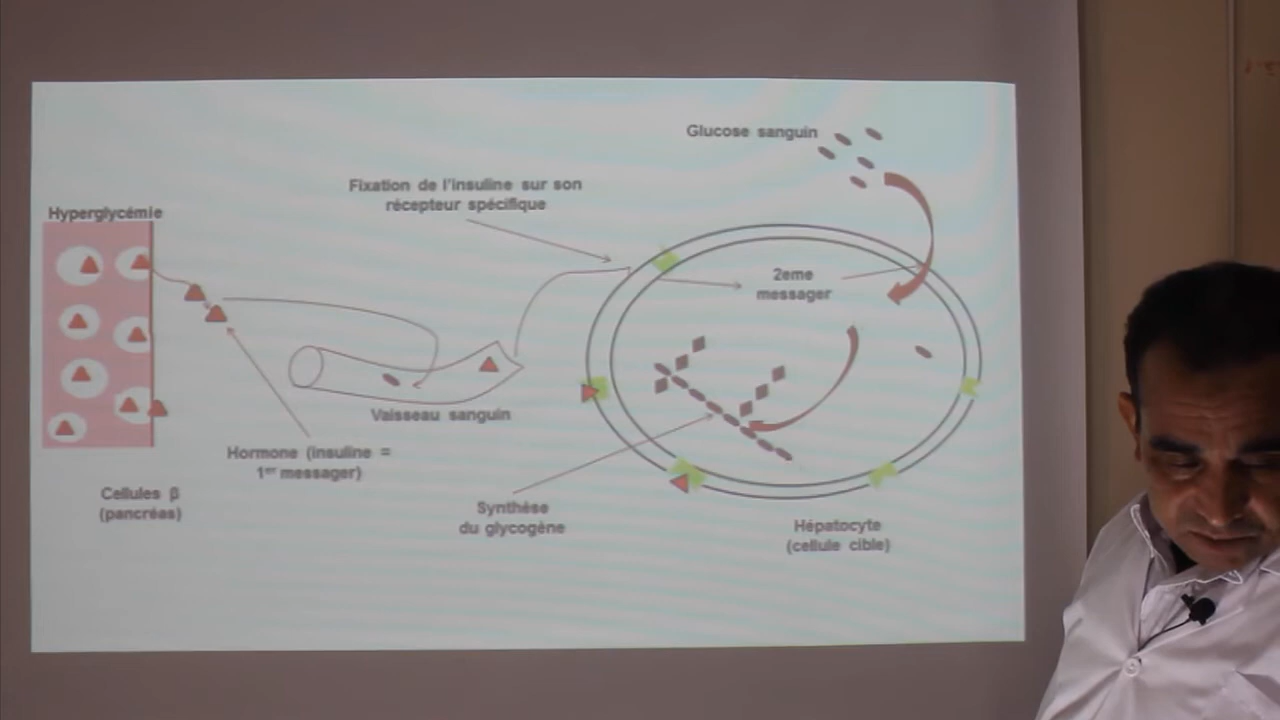 Glucose sanguin
Fixation de l'insuline sur son
récepteur spécifique
Hyperglycémie
2eme
messager
Vaisseau sanguin
Hormone (insuline =
1er messager)
Cellules β
(pancréas)
Synthèse
du glycogène
Hépatocyte
(cellule cible)